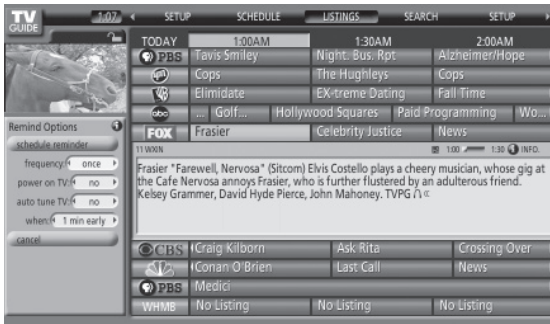 TV GUIDE
1:07 SETUP SCHEDULE LISTINGS SEARCH SETUP
TODAY 1:00AM 1:30AM 2:00AM
PBS Tavis Smiley Night. Bus. Rpt Alzheimer/Hope
Cops The Hughleys Cops
WB Elimidate EX-treme Dating Fall Time
abc ... Golf... Hollywood Squares Paid Programming Wo...
FOX Frasier Celebrity Justice News
Remind Options
schedule reminder
frequency: once
power on TV: no
auto tune TV: no
when: 1 min early
cancel
11 WXIN 1:00 1:30 INFO.
Frasier "Farewell, Nervosa" (Sitcom) Elvis Costello plays a cheery musician, whose gig at
the Cafe Nervosa annoys Frasier, who is further flustered by an adulterous friend.
Kelsey Grammer, David Hyde Pierce, John Mahoney. TVPG
CBS Craig Kilborn Ask Rita Crossing Over
Conan O'Brien Last Call News
PBS Medici
WHMB No Listing No Listing No Listing